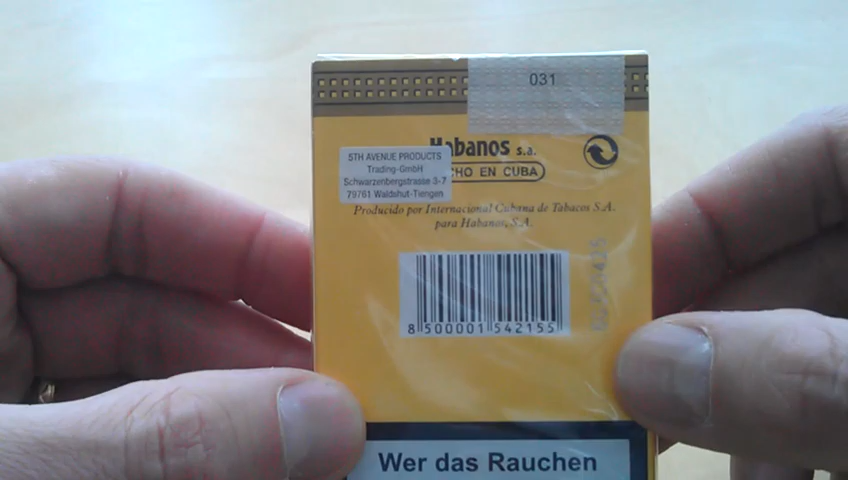 031
Habanos s.a.
5TH AVENUE PRODUCTS
Trading-GmbH
Schwarzenbergstrasse 3-7
79761 Waldshut-Tiengen
HO EN CUBA
Producido por Internacional Cubana de Tabacos S.A.
para Habanos, S.A.
8 500001 542155
Wer das Rauchen